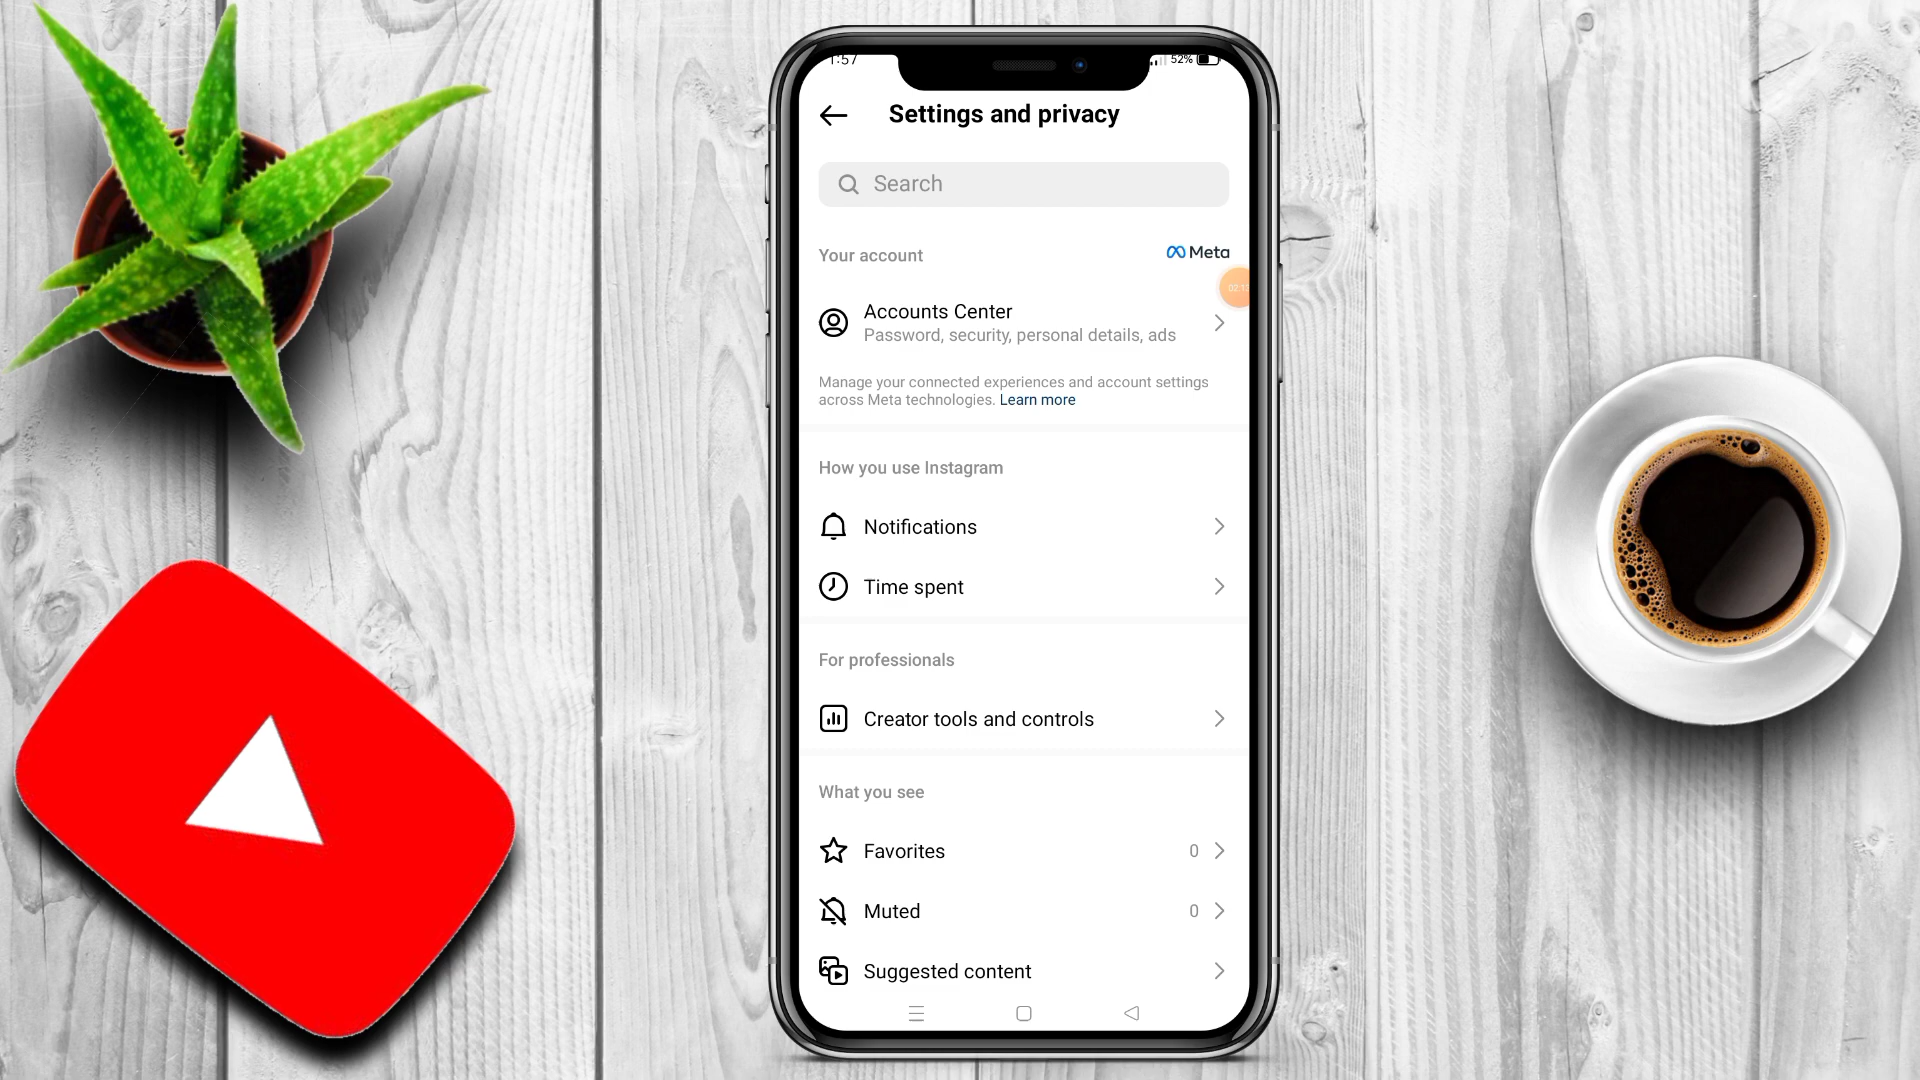 1:57
52%
Settings and privacy
Search
Your account
Meta
Accounts Center
Password, security, personal details, ads
Manage your connected experiences and account settings
across Meta technologies. Learn more
How you use Instagram
Notifications
Time spent
For professionals
Creator tools and controls
What you see
Favorites 0
Muted 0
Suggested content